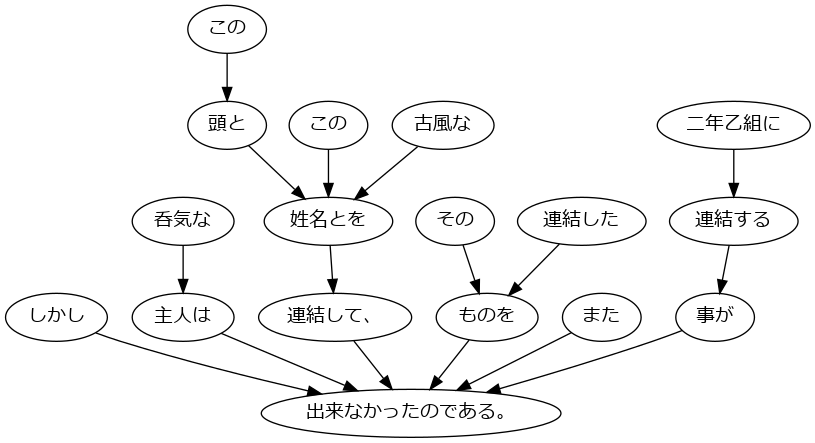 この
頭と
この
古風な
二年乙組に
呑気な
姓名とを
その
連結した
連結する
しかし
主人は
連結して、
ものを
また
事が
出来なかったのである。